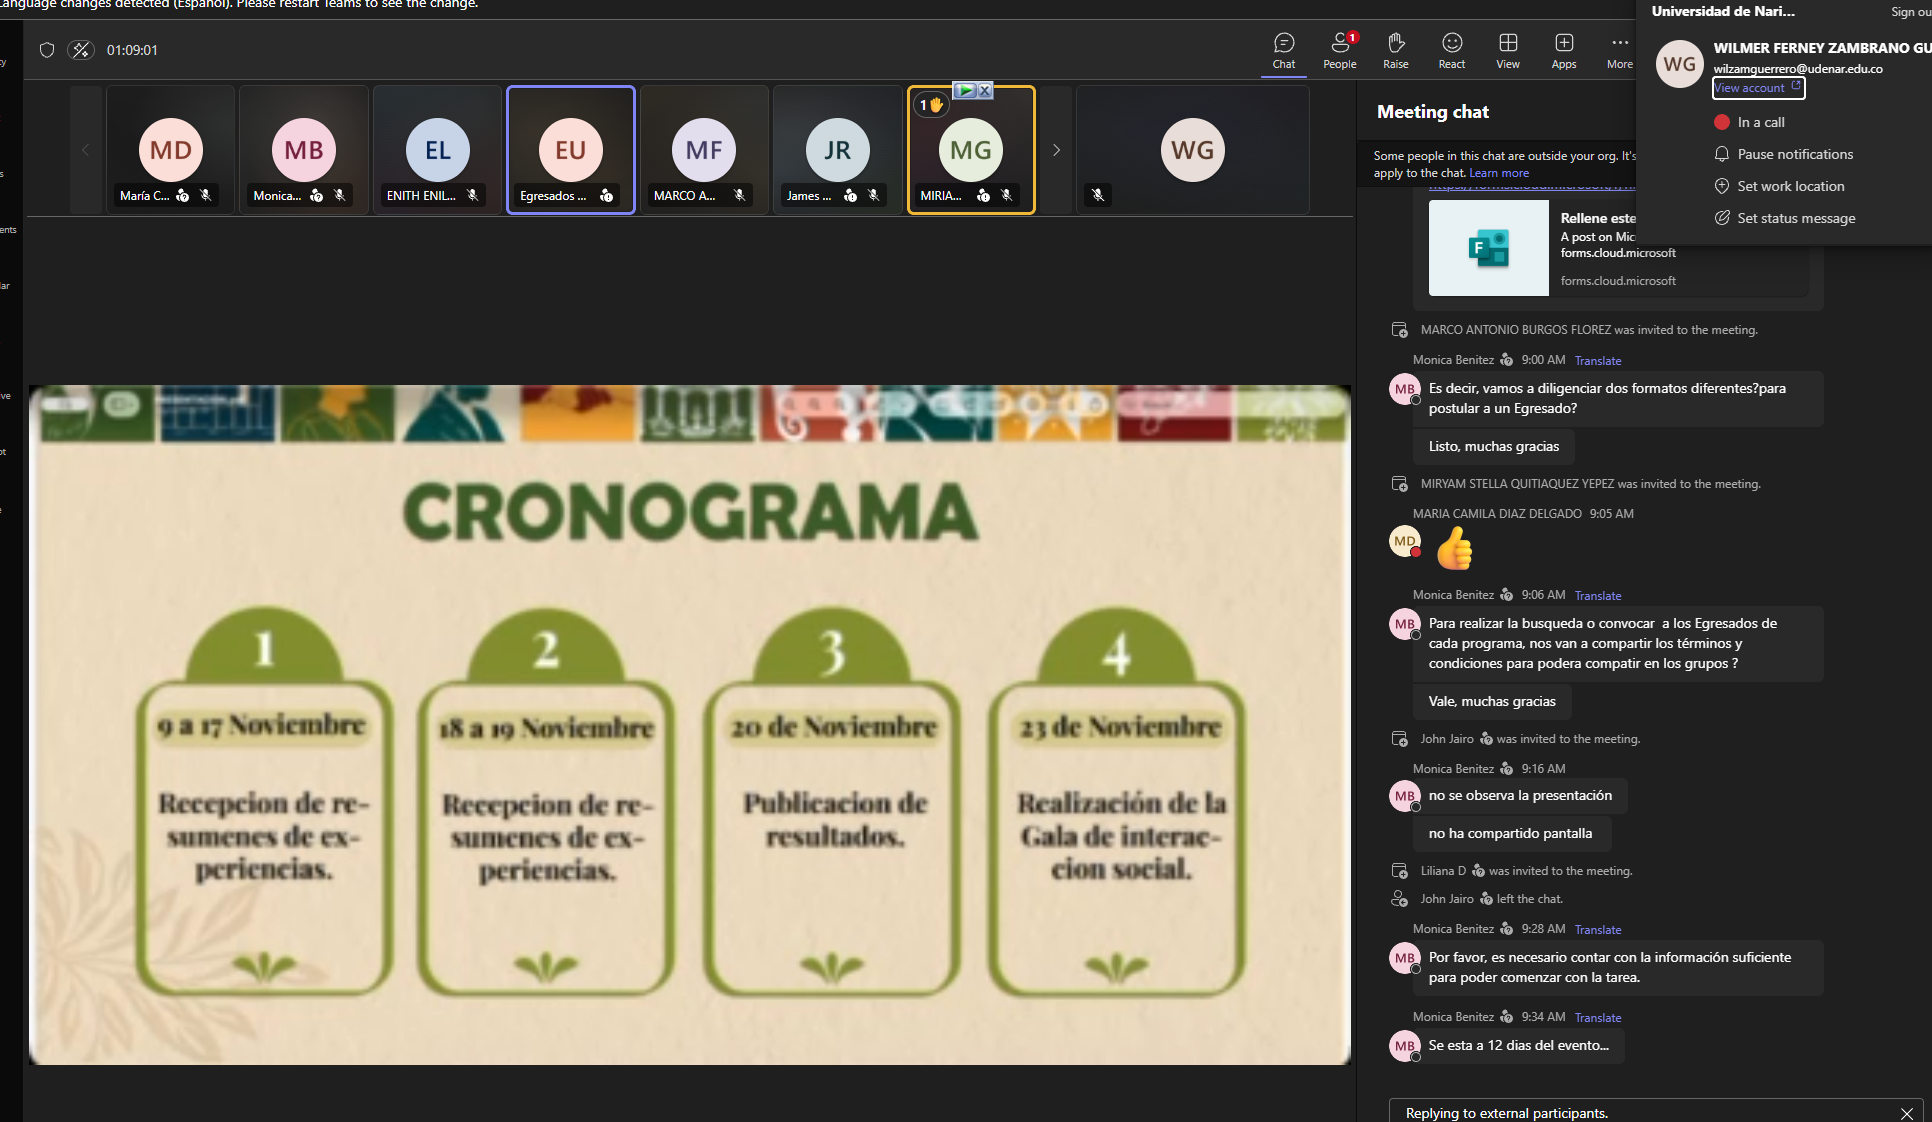 anguage changes detected (Español). Please restart Teams to see the change.
01:09:01
Chat
People
1
Raise
React
View
Apps
More
Universidad de Nari...
Sign ou
WG
WILMER FERNEY ZAMBRANO GU
wilzamguerrero@udenar.edu.co
View account
In a call
Pause notifications
Set work location
Set status message
MD
María C...
MB
Monica...
EL
ENITH ENIL...
EU
Egresados ...
MF
MARCO A...
JR
James ...
1
MG
MIRIA...
WG
CRONOGRAMA
1
9 a 17 Noviembre
Recepcion de re-
sumenes de ex-
periencias.
2
18 a 19 Noviembre
Recepcion de re-
sumenes de ex-
periencias.
3
20 de Noviembre
Publicacion de
resultados.
4
23 de Noviembre
Realización de la
Gala de interac-
cion social.
Meeting chat
Some people in this chat are outside your org. It's
apply to the chat. Learn more
Rellene este
A post on Mic
forms.cloud.microsoft
forms.cloud.microsoft
MARCO ANTONIO BURGOS FLOREZ was invited to the meeting.
Monica Benitez 9:00 AM Translate
MB
Es decir, vamos a diligenciar dos formatos diferentes?para
postular a un Egresado?
Listo, muchas gracias
MIRYAM STELLA QUITIAQUEZ YEPEZ was invited to the meeting.
MARIA CAMILA DIAZ DELGADO 9:05 AM
MD
Monica Benitez 9:06 AM Translate
MB
Para realizar la busqueda o convocar a los Egresados de
cada programa, nos van a compartir los términos y
condiciones para podera compatir en los grupos ?
Vale, muchas gracias
John Jairo was invited to the meeting.
Monica Benitez 9:16 AM
MB
no se observa la presentación
no ha compartido pantalla
Liliana D was invited to the meeting.
John Jairo left the chat.
Monica Benitez 9:28 AM Translate
MB
Por favor, es necesario contar con la información suficiente
para poder comenzar con la tarea.
Monica Benitez 9:34 AM Translate
MB
Se esta a 12 dias del evento...
Replying to external participants.